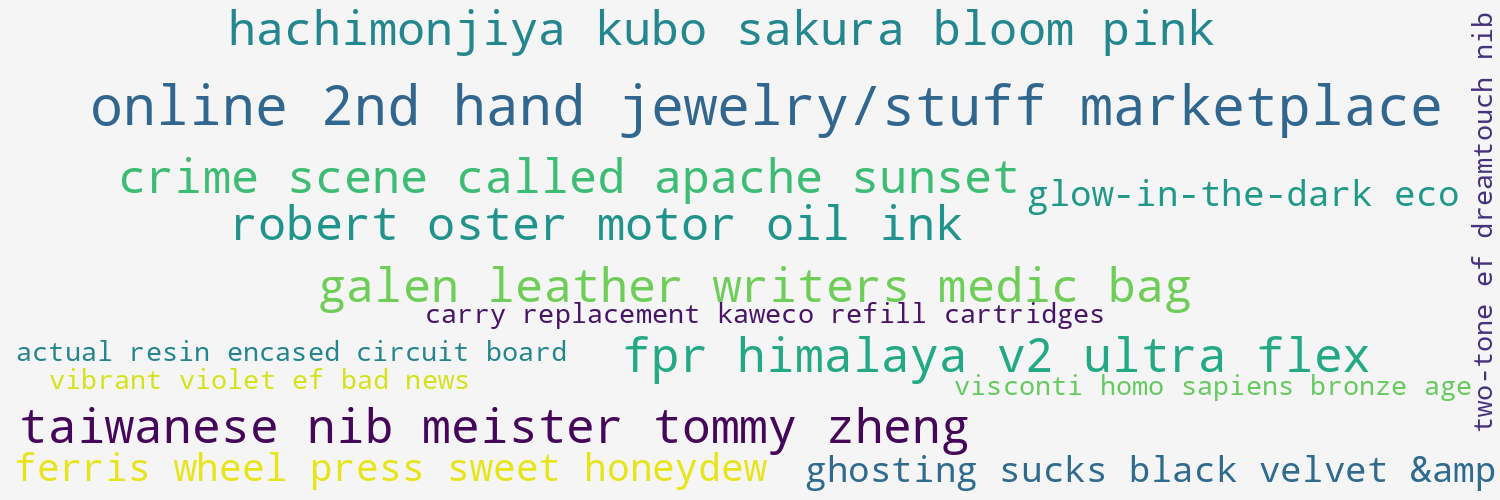 hachimonjiya kubo sakura bloom pink
online 2nd hand jewelry/stuff marketplace
crime scene called apache sunset
glow-in-the-dark eco
robert oster motor oil ink
galen leather writers medic bag
carry replacement kaweco refill cartridges
actual resin encased circuit board
fpr himalaya v2 ultra flex
vibrant violet ef bad news
visconti homo sapiens bronze age
taiwanese nib meister tommy zheng
ferris wheel press sweet honeydew
ghosting sucks black velvet &amp
two-tone ef dreamtouch nib